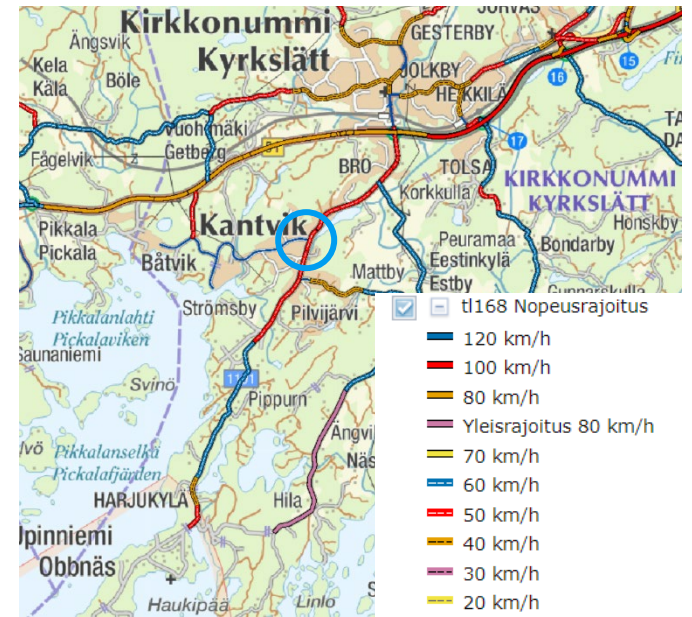 Kirkkonummi
Kyrkslätt
Ängsvik
Kela
Käla
Böle
GESTERBY
JORVAS
JOLKBY
HEIKKILÄ
16
15
17
Vuohimäki
Getberg
Fågelvik
51
BRO
TOLSA
Korkkulla
KIRKKONUMMI
KYRKSLÄTT
Honskby
Pikkala
Pickala
Kantvik
Båtvik
Peuramaa
Bondarby
Eestinkylä
Estby
Mattby
Strömsby
Pilvijärvi
Pikkalanlahti
Pickalaviken
Saunaniemi
Svinö
1191
Pippurn
Pikkalanselkä
Pickalafjärden
HARJUKYLÄ
Hila
Upinniemi
Obbnäs
Haukipää
Linlo
tl168 Nopeusrajoitus
120 km/h
100 km/h
80 km/h
Yleisrajoitus 80 km/h
70 km/h
60 km/h
50 km/h
40 km/h
30 km/h
20 km/h